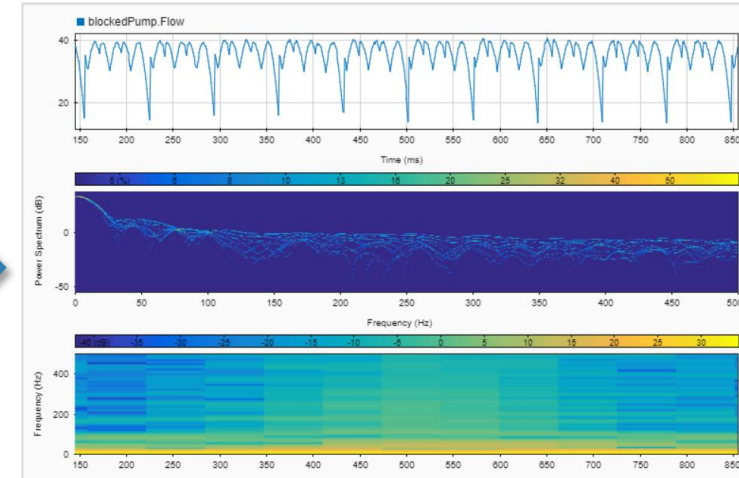 blockedPump.Flow
40
20
150 200 250 300 350 400 450 500 550 600 650 700 750 800 850
Time (ms)
5 (%) 6 8 10 13 16 20 25 32 40 50
Power Spectrum (dB)
0
-50
0 50 100 150 200 250 300 350 400 450 500
Frequency (Hz)
-40 (dB) -35 -30 -25 -20 -15 -10 -5 0 5 10 15 20 25 30
Frequency (Hz)
400
200
0
150 200 250 300 350 400 450 500 550 600 650 700 750 800 850